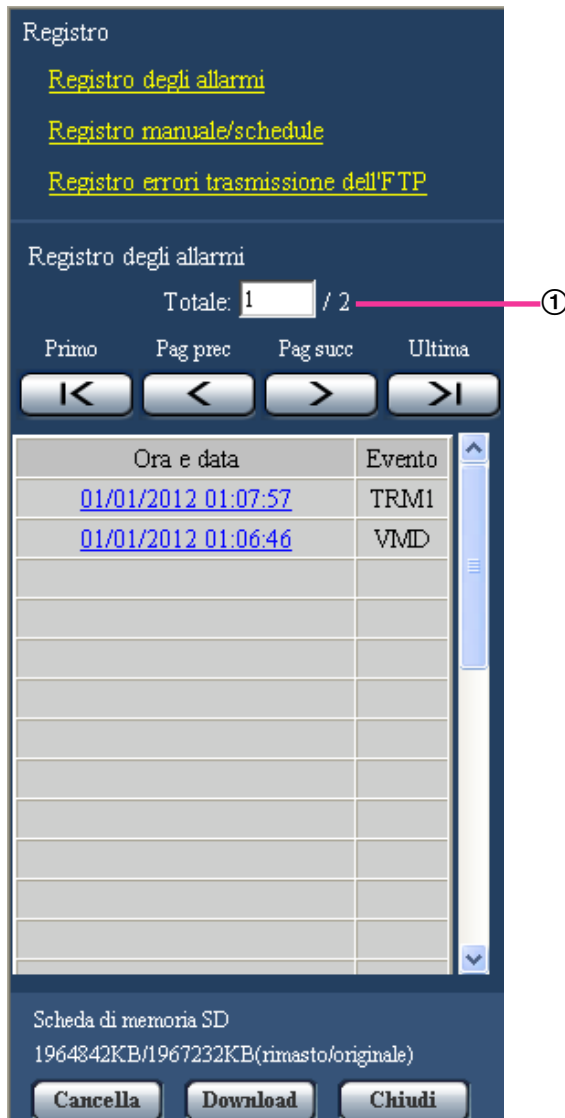 Registro
Registro degli allarmi
Registro manuale/schedule
Registro errori trasmissione dell'FTP
Registro degli allarmi
Totale: 1 / 2 ①
Primo Pag prec Pag succ Ultima
Ora e data Evento
01/01/2012 01:07:57 TRM1
01/01/2012 01:06:46 VMD
Scheda di memoria SD
1964842KB/1967232KB(rimasto/originale)
Cancella Download Chiudi